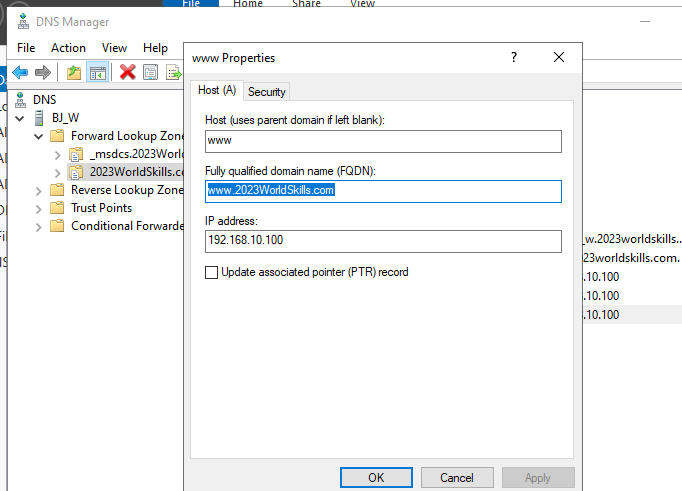 File Home Share View
DNS Manager
File Action View Help
DNS
BJ_W
Forward Lookup Zone
_msdcs.2023World
2023WorldSkills.co
Reverse Lookup Zone
Trust Points
Conditional Forwarde
www Properties
?
Host (A) Security
Host (uses parent domain if left blank):
www
Fully qualified domain name (FQDN):
www.2023WorldSkills.com
IP address:
192.168.10.100
Update associated pointer (PTR) record
_w.2023worldskills..
23worldskills.com.
.10.100
.10.100
.10.100
OK Cancel Apply